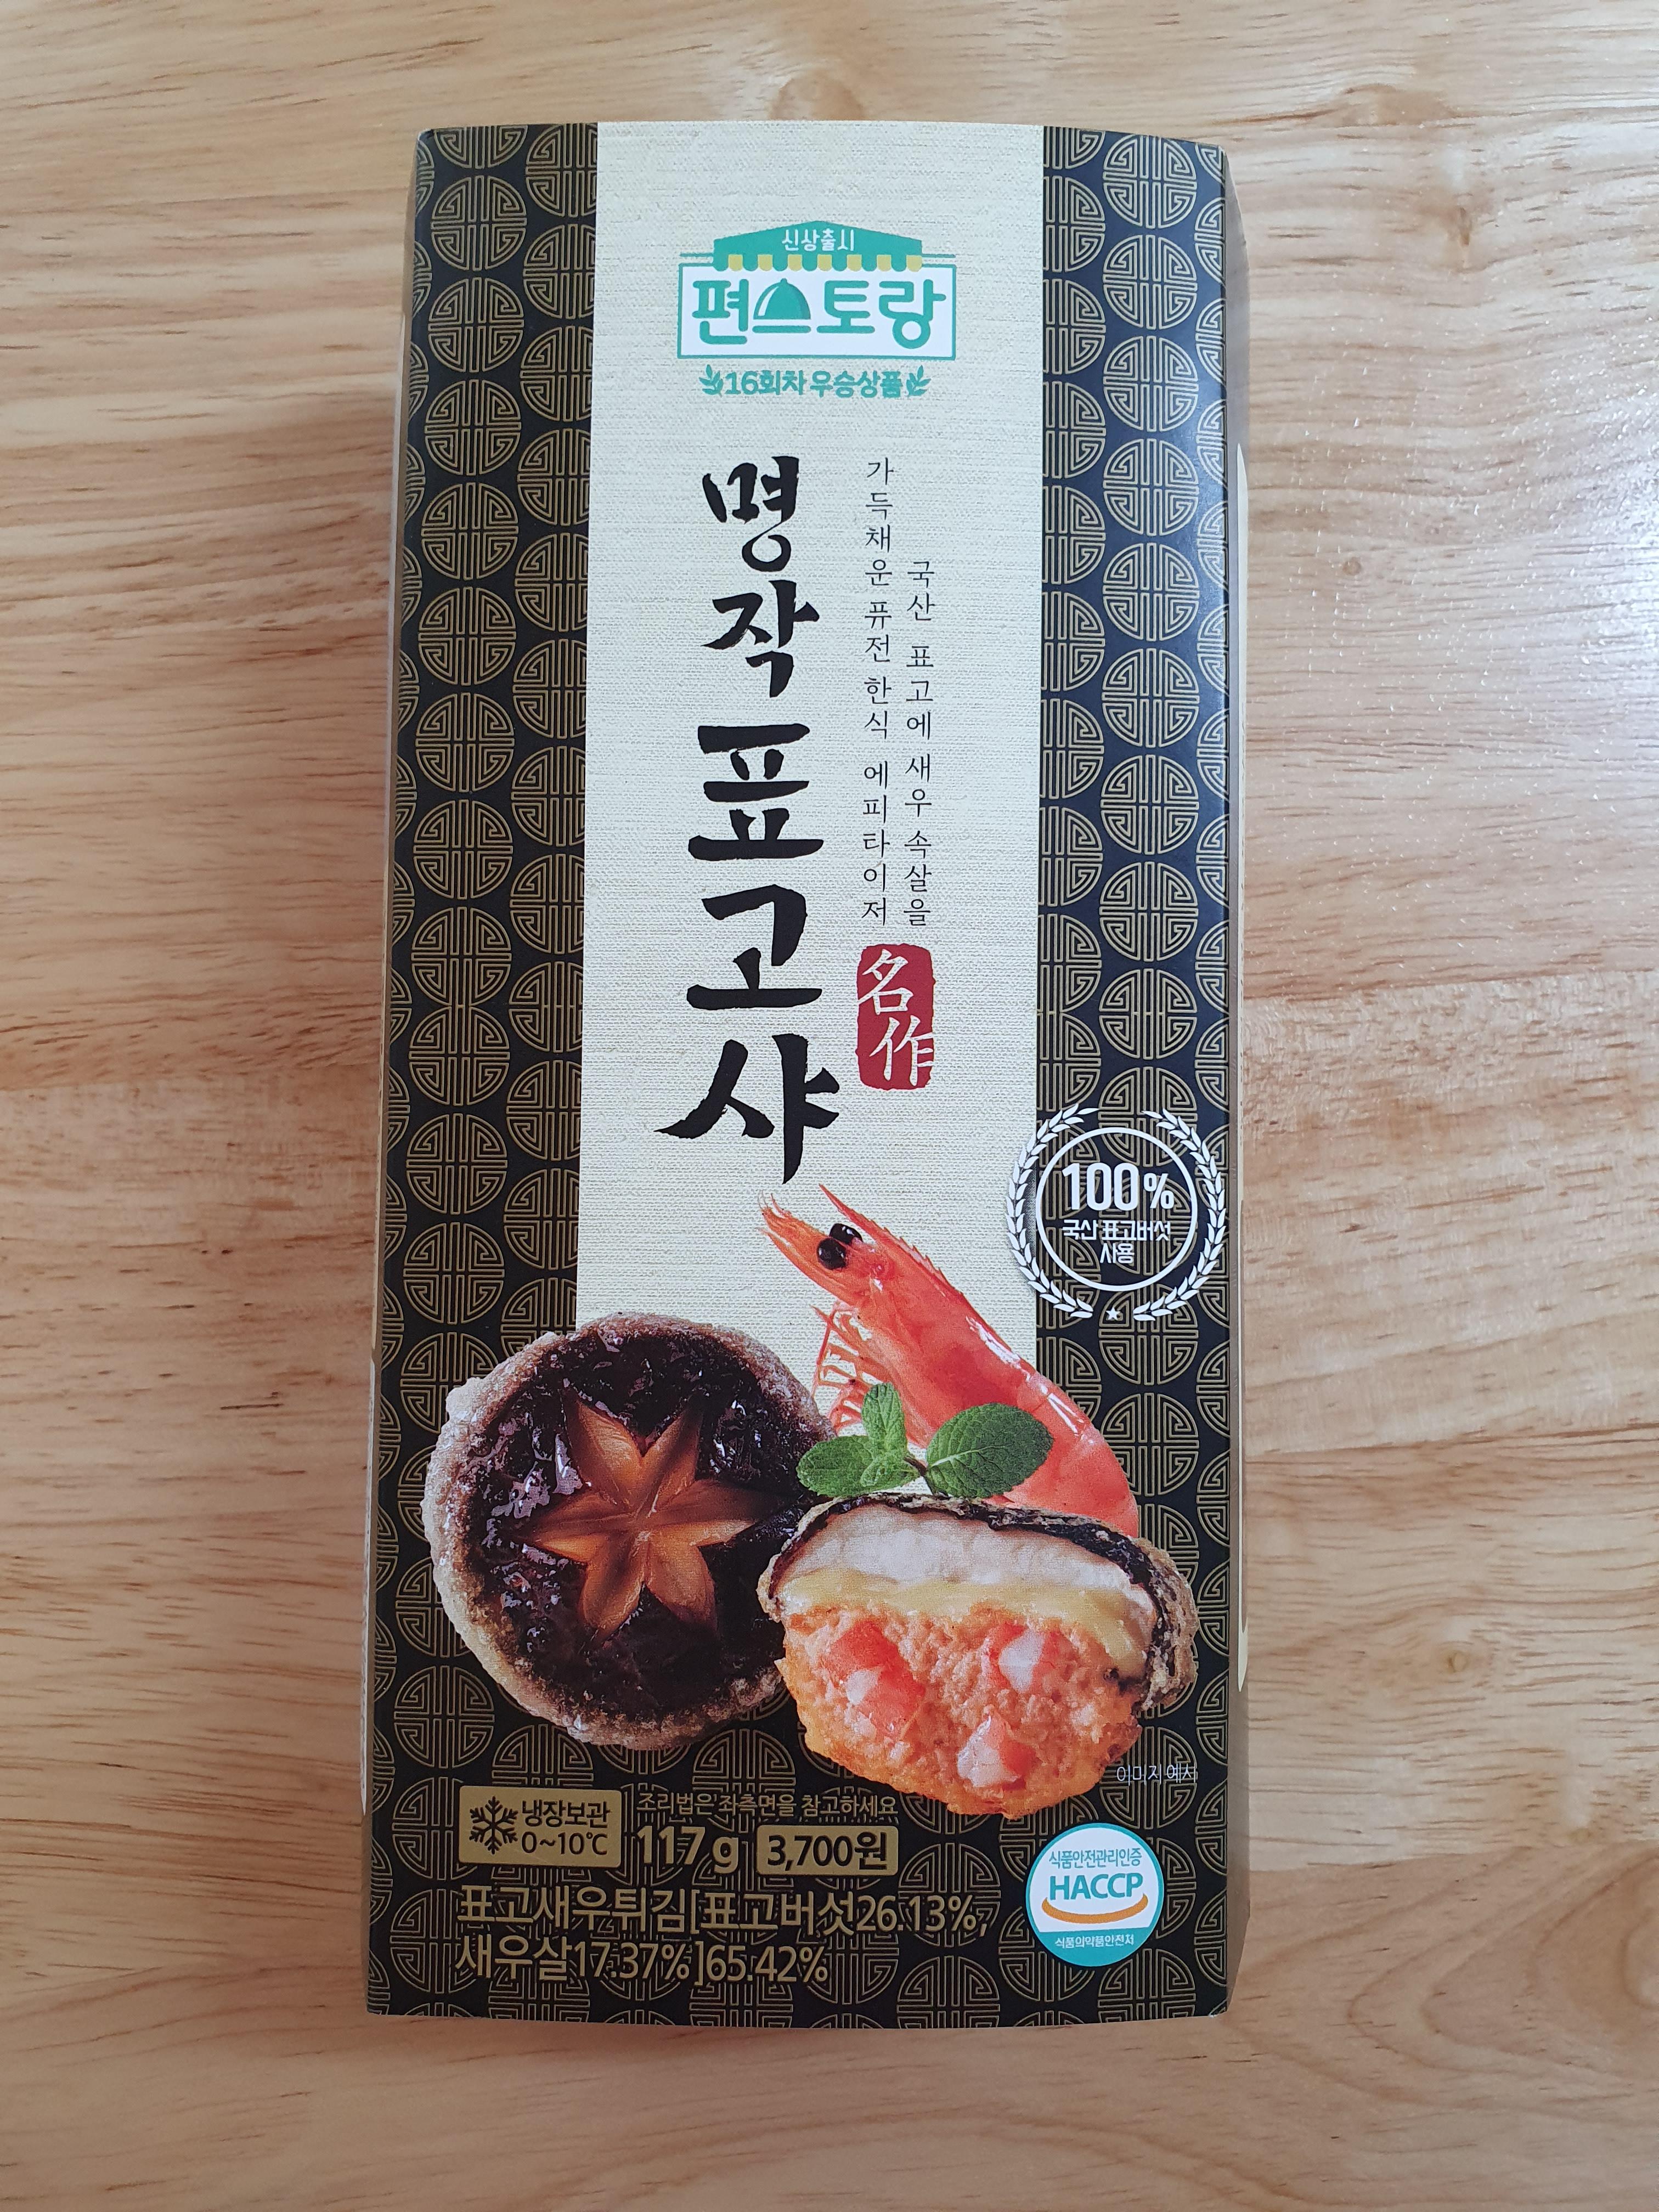 신상출시
편스토랑
16회차 우승상품
명작 표고샤
국산 표고에 새우 속살을
가득채운 퓨전 한식 에피타이저
名作
100%
국산 표고버섯
사용
이미지 예시
냉장보관
0~10℃
조리법은 좌측면을 참고하세요
117g 3,700원
표고새우튀김[표고버섯26.13%,
새우살17.37%]65.42%
식품안전관리인증
HACCP
식품의약품안전처